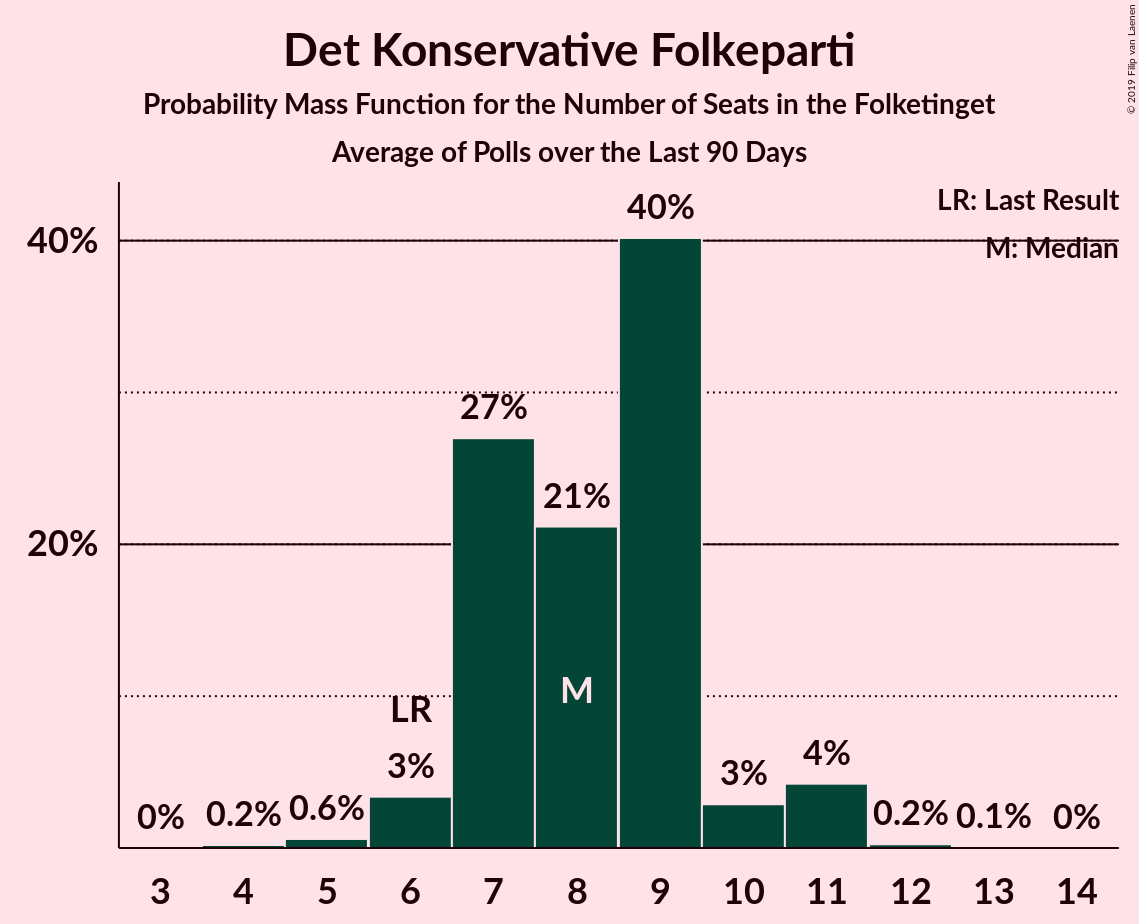 Det Konservative Folkeparti
Probability Mass Function for the Number of Seats in the Folketinget
Average of Polls over the Last 90 Days
© 2019 Filip van Laenen
LR: Last Result
M: Median
40%
20%
0%
0.2%
0.6%
LR
3%
27%
21%
M
40%
3%
4%
0.2%
0.1%
0%
3 4 5 6 7 8 9 10 11 12 13 14